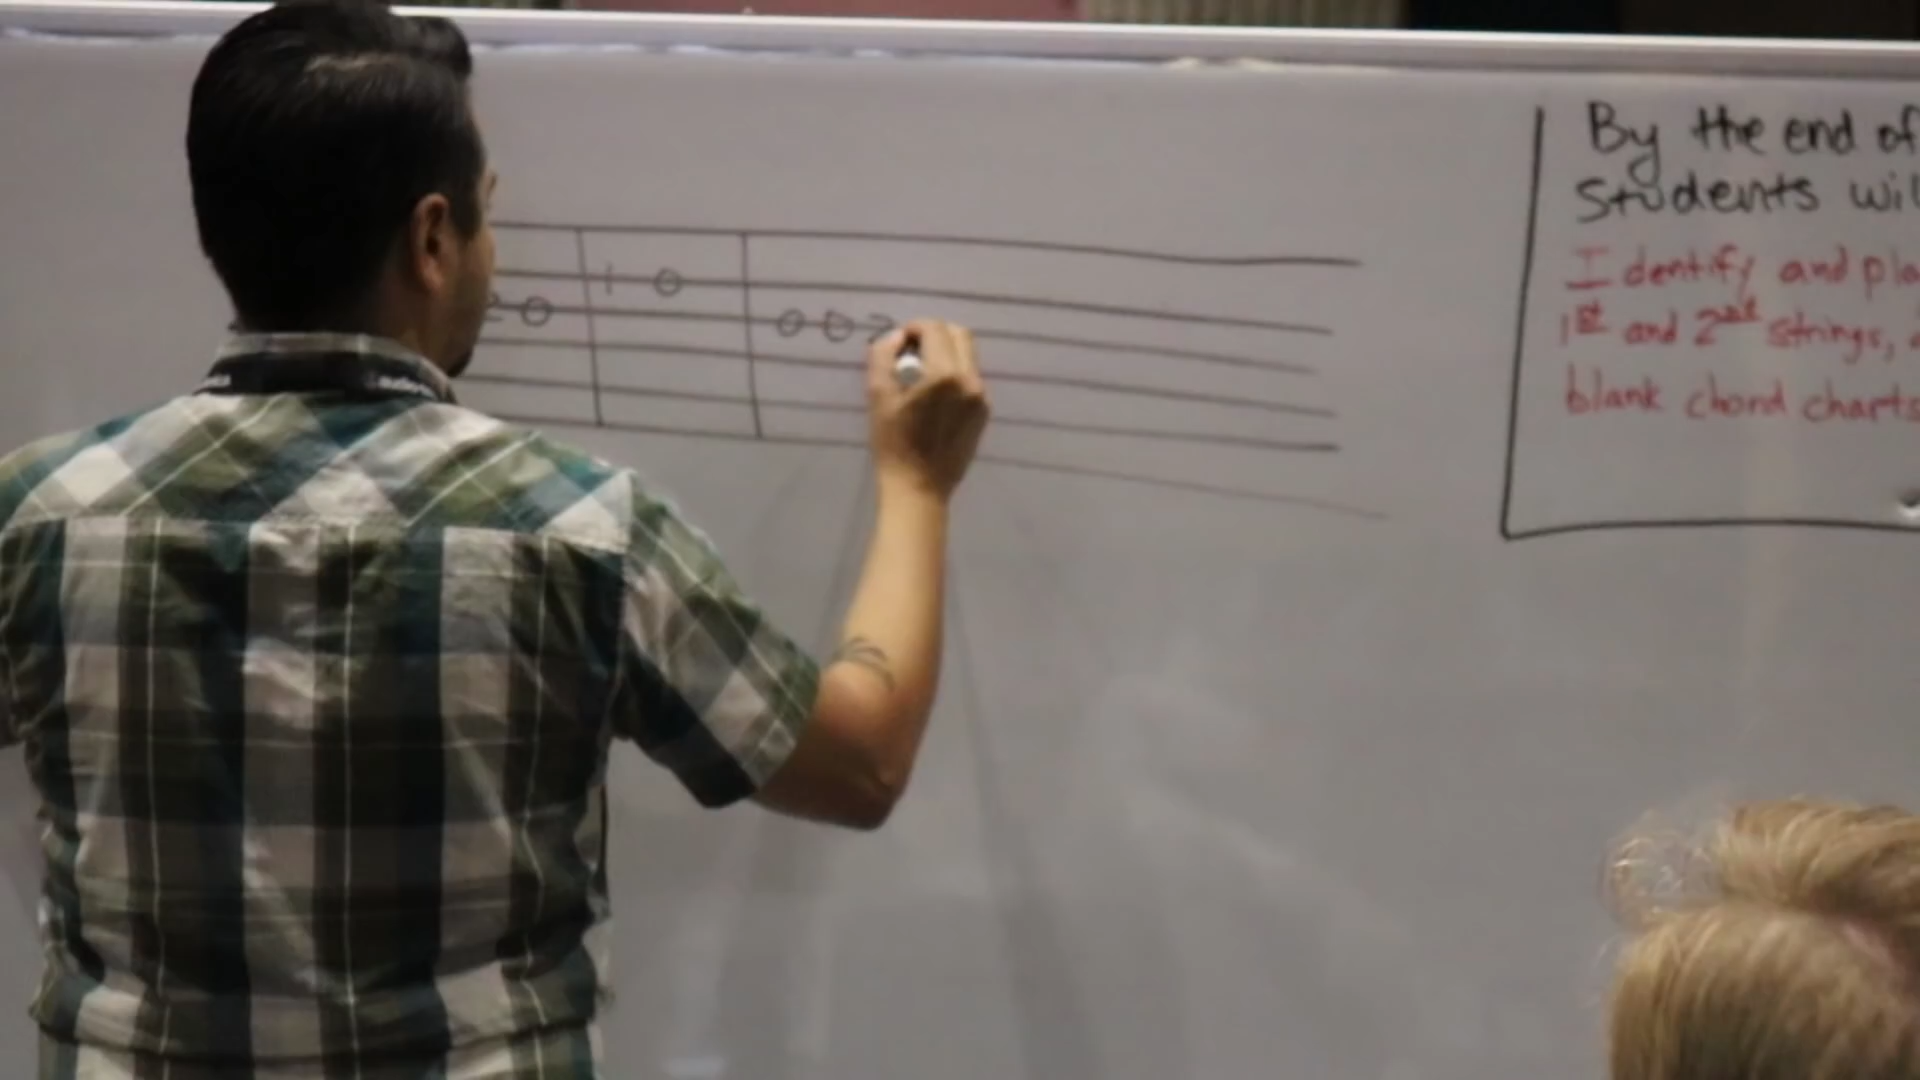 1 0
2 0
0 0 2
By the end of
Students wil
Identify and pla
1st and 2nd strings,
blank chord charts